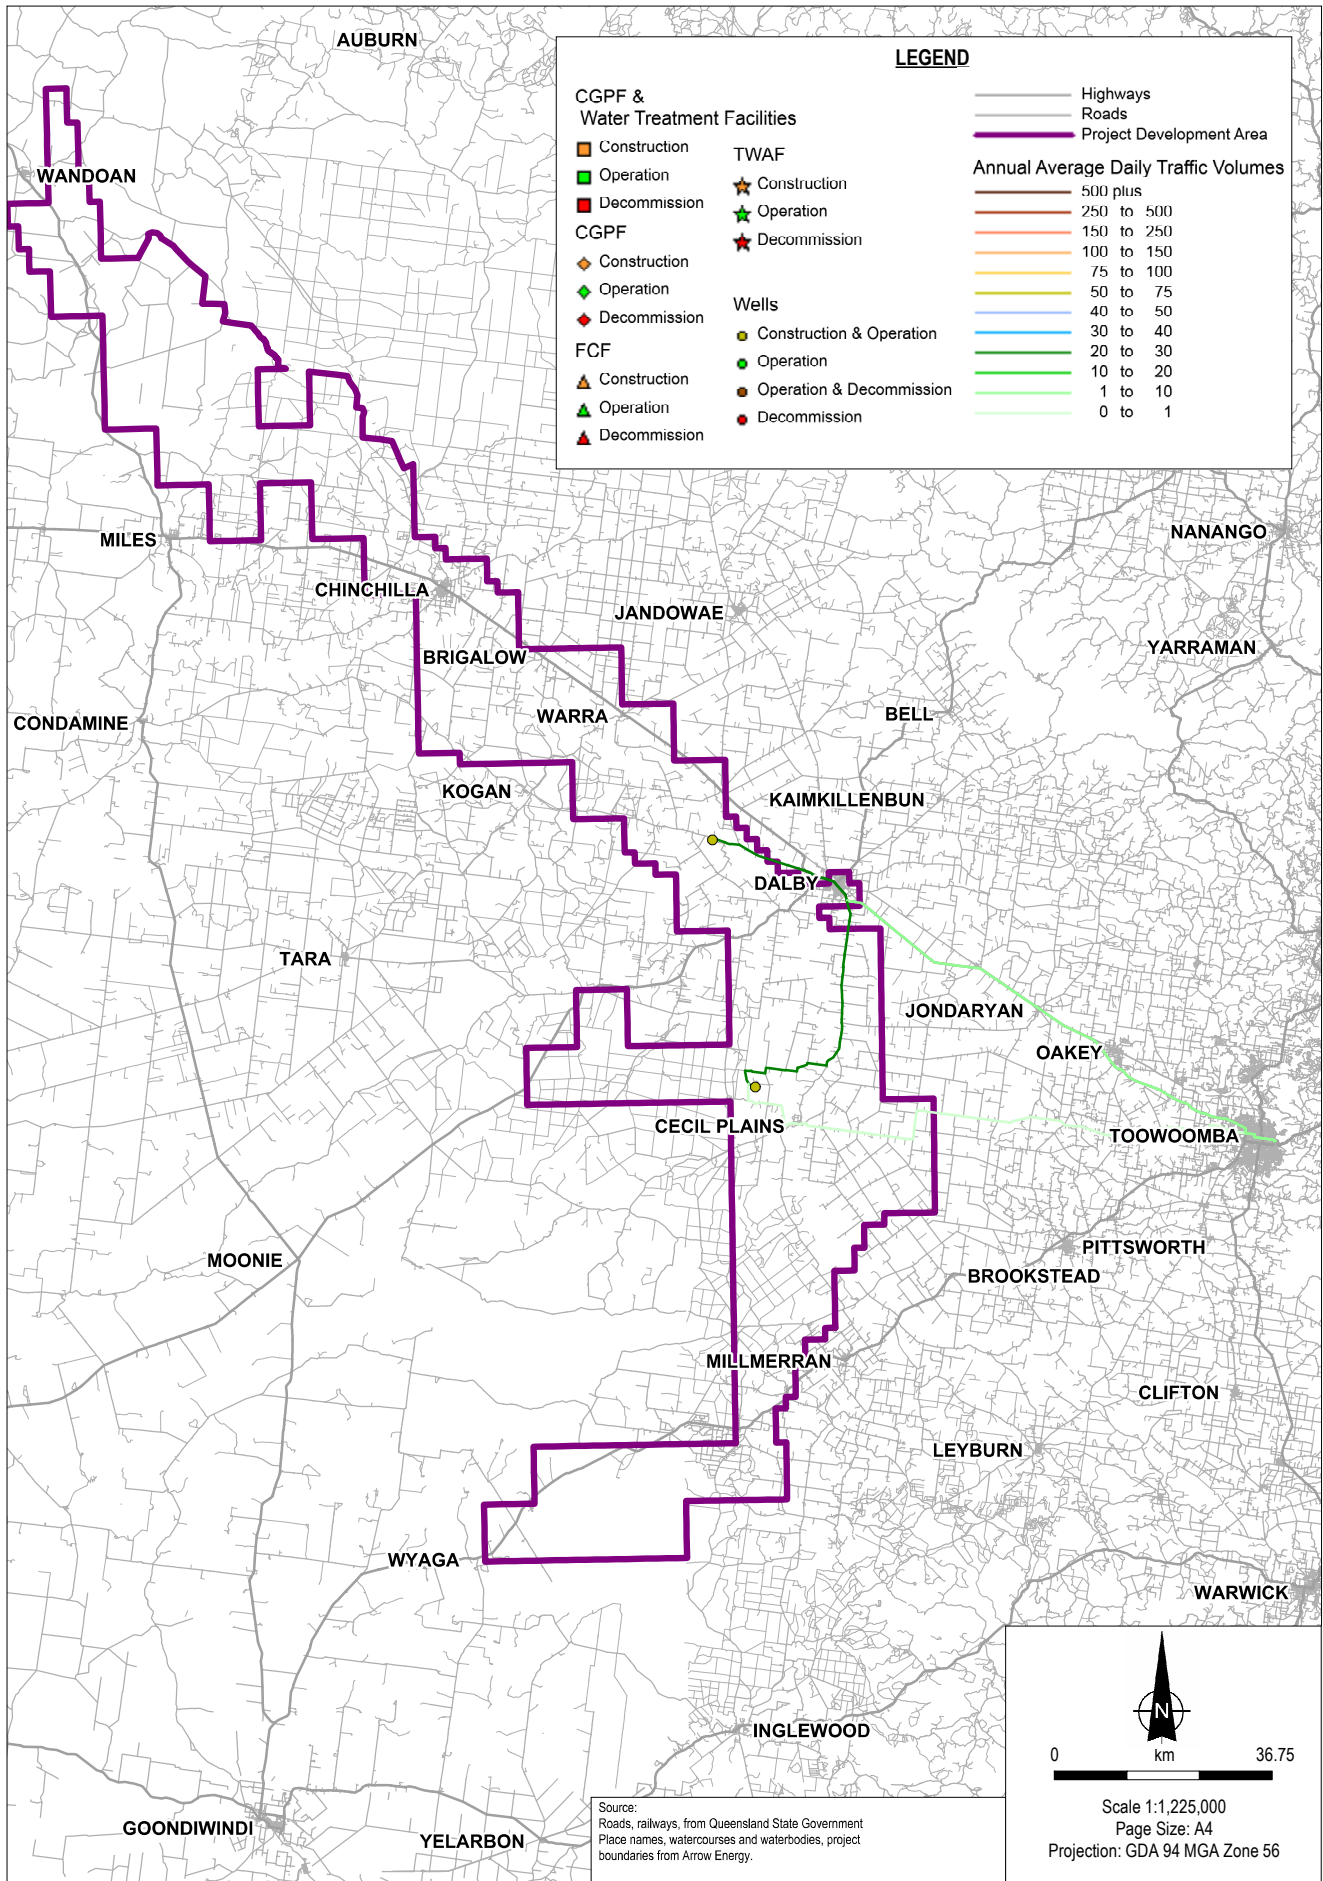 AUBURN
LEGEND
CGPF &
Water Treatment Facilities
Construction
Operation
Decommission
CGPF
Construction
Operation
Decommission
FCF
Construction
Operation
Decommission
TWAF
Construction
Operation
Decommission
Wells
Construction & Operation
Operation
Operation & Decommission
Decommission
Highways
Roads
Project Development Area
Annual Average Daily Traffic Volumes
500 plus
250 to 500
150 to 250
100 to 150
75 to 100
50 to 75
40 to 50
30 to 40
20 to 30
10 to 20
1 to 10
0 to 1
WANDOAN
MILES
NANANGO
CHINCHILLA
JANDOWAE
YARRAMAN
BRIGALOW
CONDAMINE
WARRA
BELL
KOGAN
KAIMKILLENBUN
DALBY
TARA
JONDARYAN
OAKEY
CECIL PLAINS
TOOWOOMBA
MOONIE
PITTSWORTH
BROOKSTEAD
MILLMERRAN
CLIFTON
LEYBURN
WYAGA
WARWICK
INGLEWOOD
GOONDIWINDI
YELARBON
N
0 km 36.75
Scale 1:1,225,000
Page Size: A4
Projection: GDA 94 MGA Zone 56
Source:
Roads, railways, from Queensland State Government
Place names, watercourses and waterbodies, project
boundaries from Arrow Energy.